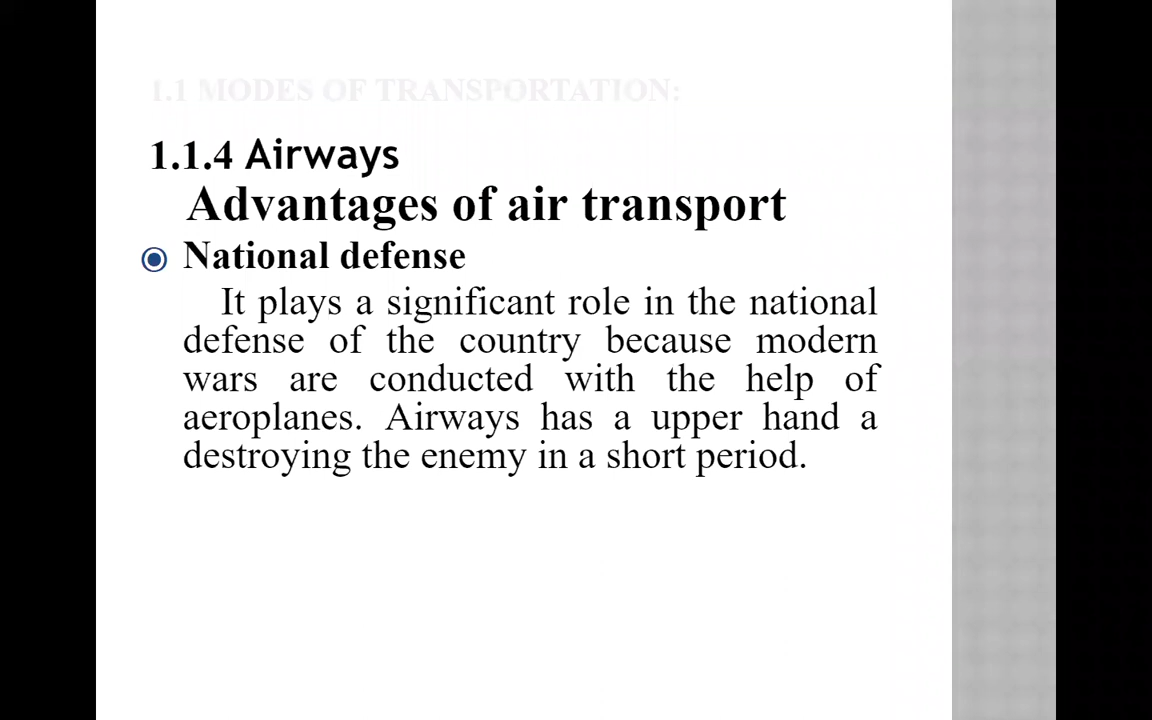 1.1 MODES OF TRANSPORTATION:
1.1.4 Airways
Advantages of air transport
National defense
It plays a significant role in the national
defense of the country because modern
wars are conducted with the help of
aeroplanes. Airways has a upper hand a
destroying the enemy in a short period.